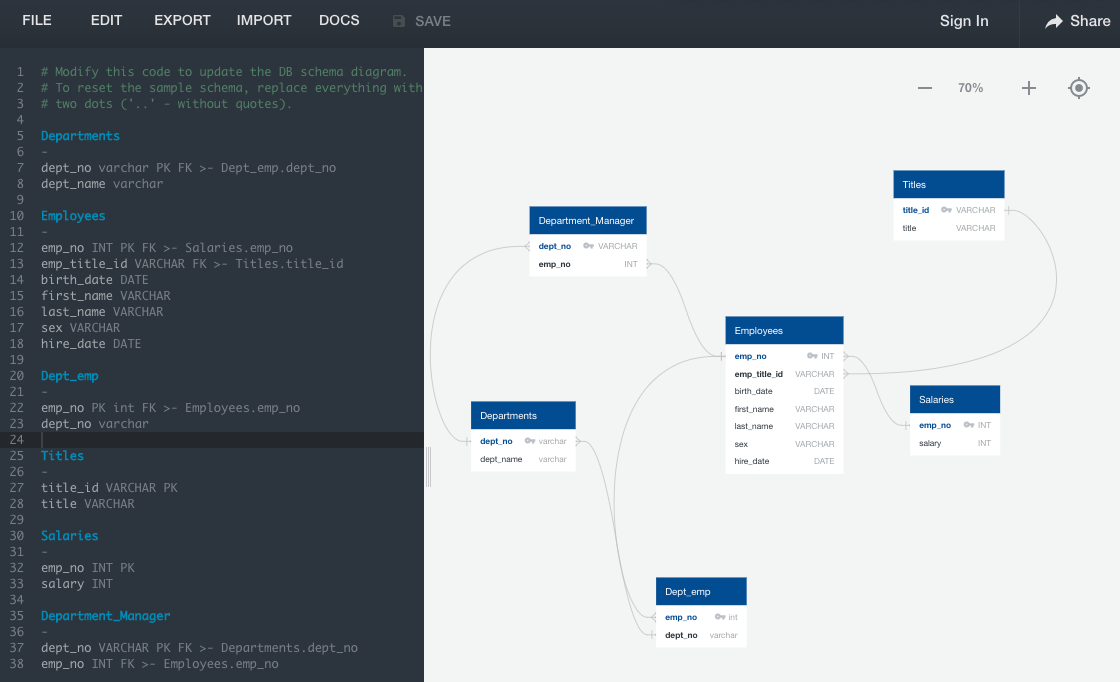 FILE EDIT EXPORT IMPORT DOCS SAVE Sign In Share
1 # Modify this code to update the DB schema diagram.
2 # To reset the sample schema, replace everything with
3 # two dots ('..' - without quotes).
4
5 Departments
6 -
7 dept_no varchar PK FK >- Dept_emp.dept_no
8 dept_name varchar
9
10 Employees
11 -
12 emp_no INT PK FK >- Salaries.emp_no
13 emp_title_id VARCHAR FK >- Titles.title_id
14 birth_date DATE
15 first_name VARCHAR
16 last_name VARCHAR
17 sex VARCHAR
18 hire_date DATE
19
20 Dept_emp
21 -
22 emp_no PK int FK >- Employees.emp_no
23 dept_no varchar
24
25 Titles
26 -
27 title_id VARCHAR PK
28 title VARCHAR
29
30 Salaries
31 -
32 emp_no INT PK
33 salary INT
34
35 Department_Manager
36 -
37 dept_no VARCHAR PK FK >- Departments.dept_no
38 emp_no INT FK >- Employees.emp_no
70%
Titles
title_id VARCHAR
title VARCHAR
Department_Manager
dept_no VARCHAR
emp_no INT
Employees
emp_no INT
emp_title_id VARCHAR
birth_date DATE
first_name VARCHAR
last_name VARCHAR
sex VARCHAR
hire_date DATE
Salaries
emp_no INT
salary INT
Departments
dept_no varchar
dept_name varchar
Dept_emp
emp_no int
dept_no varchar